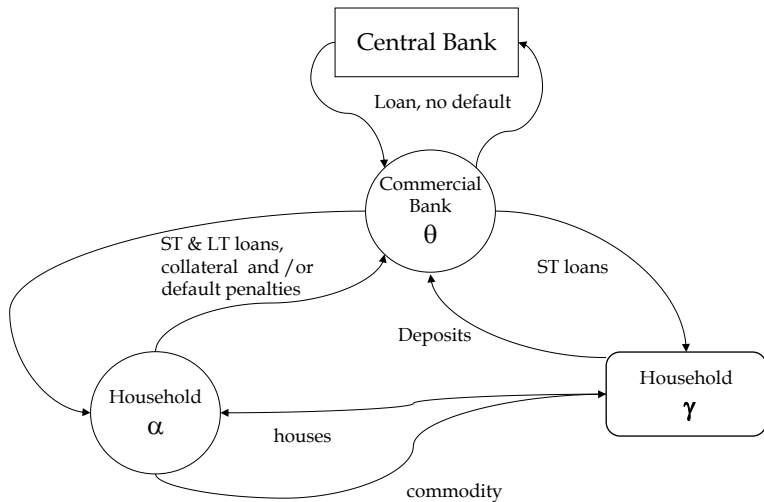 Central Bank
Loan, no default
Commercial
Bank
θ
ST & LT loans,
collateral and /or
default penalties
ST loans
Deposits
Household
α
Household
γ
houses
commodity